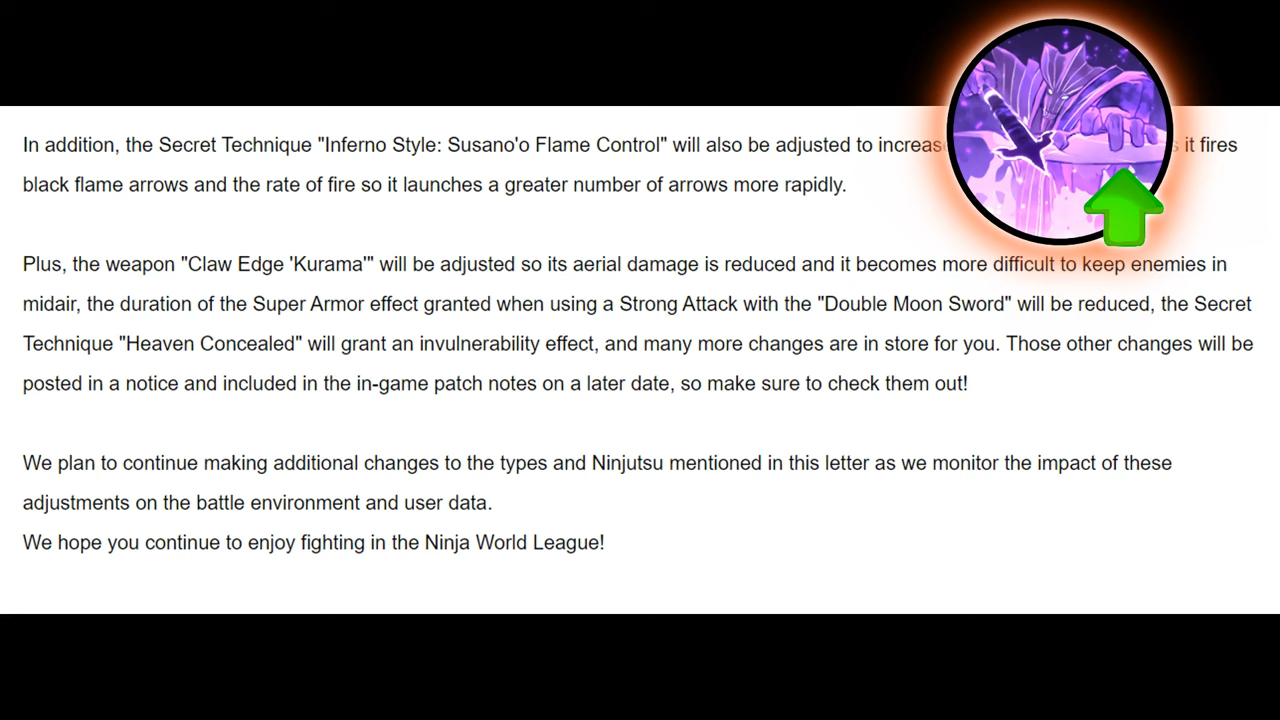 In addition, the Secret Technique "Inferno Style: Susano'o Flame Control" will also be adjusted to increase it fires
black flame arrows and the rate of fire so it launches a greater number of arrows more rapidly.
Plus, the weapon "Claw Edge 'Kurama'" will be adjusted so its aerial damage is reduced and it becomes more difficult to keep enemies in
midair, the duration of the Super Armor effect granted when using a Strong Attack with the "Double Moon Sword" will be reduced, the Secret
Technique "Heaven Concealed" will grant an invulnerability effect, and many more changes are in store for you. Those other changes will be
posted in a notice and included in the in-game patch notes on a later date, so make sure to check them out!
We plan to continue making additional changes to the types and Ninjutsu mentioned in this letter as we monitor the impact of these
adjustments on the battle environment and user data.
We hope you continue to enjoy fighting in the Ninja World League!